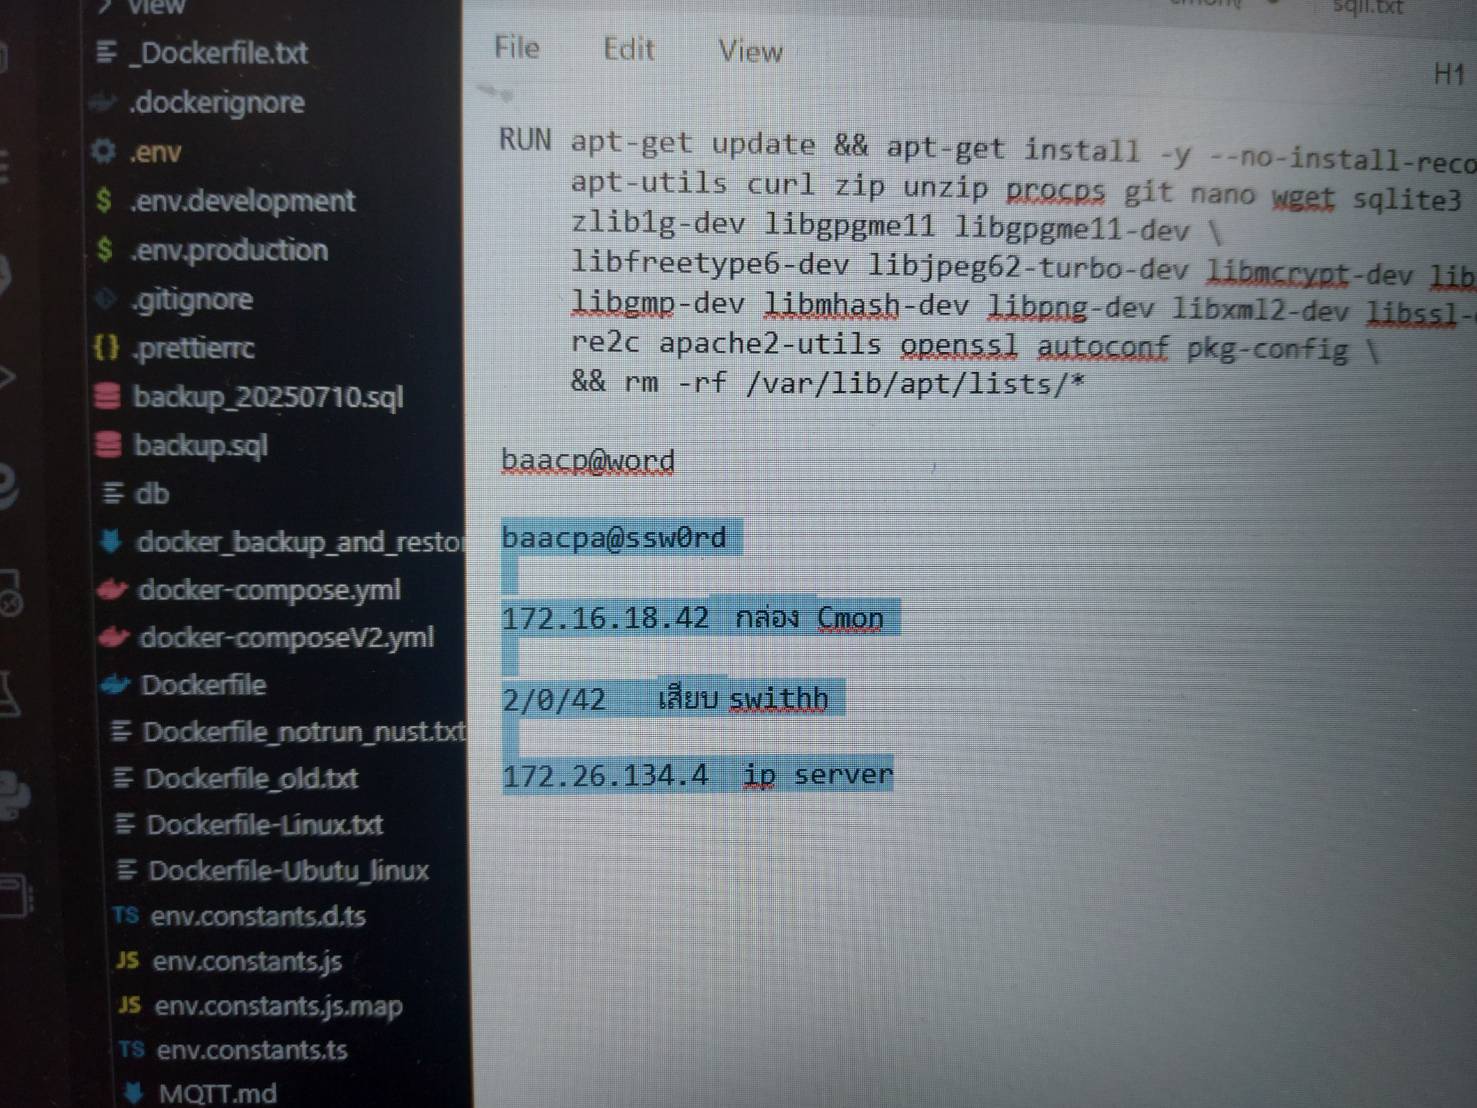 view
_Dockerfile.txt
.dockerignore
.env
.env.development
.env.production
.gitignore
.prettierrc
backup_20250710.sql
backup.sql
db
docker_backup_and_restor
docker-compose.yml
docker-composeV2.yml
Dockerfile
Dockerfile_notrun_nust.txt
Dockerfile_old.txt
Dockerfile-Linux.txt
Dockerfile-Ubutu_linux
TS env.constants.d.ts
JS env.constants.js
JS env.constants.js.map
TS env.constants.ts
MQTT.md
sqll.txt
File Edit View
H1
RUN apt-get update && apt-get install -y --no-install-reco
apt-utils curl zip unzip procps git nano wget sqlite3
zlib1g-dev libgpgme11 libgpgme11-dev \
libfreetype6-dev libjpeg62-turbo-dev libmcrypt-dev lib
libgmp-dev libmhash-dev libpng-dev libxml2-dev libssl-
re2c apache2-utils openssl autoconf pkg-config \
&& rm -rf /var/lib/apt/lists/*
baacp@word
baacpa@ssw0rd
172.16.18.42 กล่อง Cmon
2/0/42 เสียบ swithh
172.26.134.4 ip server